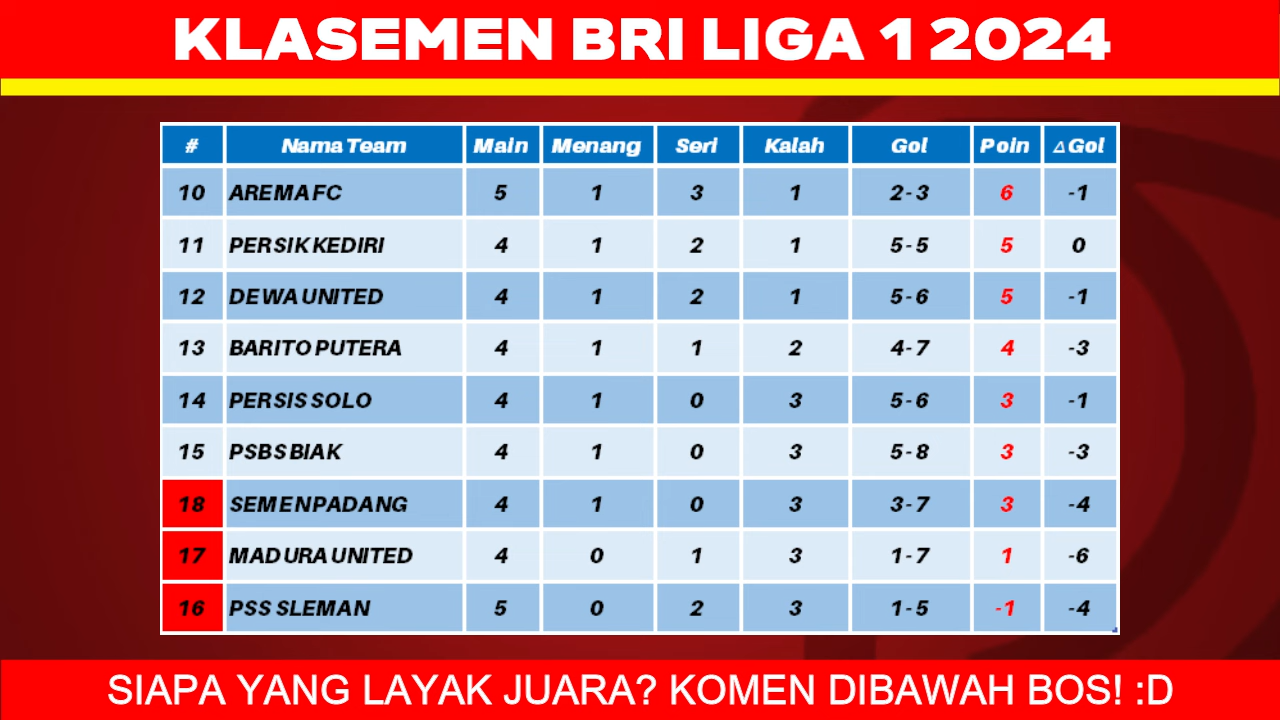 KLASEMEN BRI LIGA 1 2024
# Nama Team Main Menang Seri Kalah Gol Poin △Gol
10 AREMA FC 5 1 3 1 2-3 6 -1
11 PERSIK KEDIRI 4 1 2 1 5-5 5 0
12 DEWA UNITED 4 1 2 1 5-6 5 -1
13 BARITO PUTERA 4 1 1 2 4-7 4 -3
14 PERSIS SOLO 4 1 0 3 5-6 3 -1
15 PSBS BIAK 4 1 0 3 5-8 3 -3
18 SEMEN PADANG 4 1 0 3 3-7 3 -4
17 MADURA UNITED 4 0 1 3 1-7 1 -6
16 PSS SLEMAN 5 0 2 3 1-5 -1 -4
SIAPA YANG LAYAK JUARA? KOMEN DIBAWAH BOS! :D